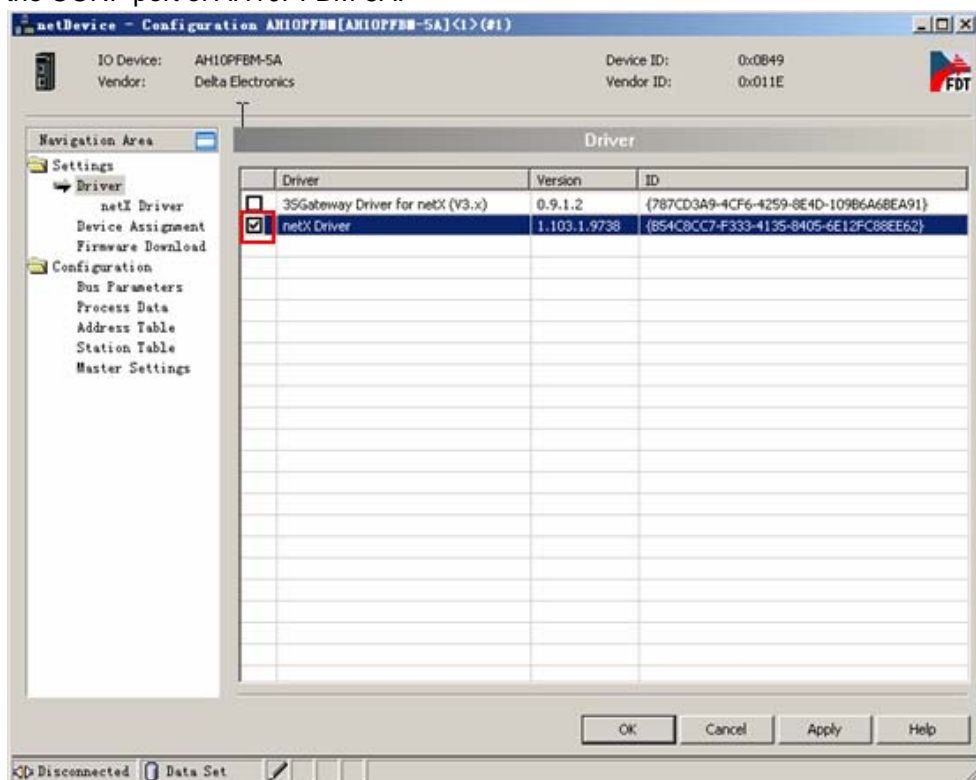 netDevice - Configuration AH10PFBM[AH10PFBM-5A]<1>(#1)
IO Device: AH10PFBM-5A Device ID: 0x0B49
Vendor: Delta Electronics Vendor ID: 0x011E
FDT
Navigation Area
Driver
Settings
Driver
netX Driver
Device Assignment
Firmware Download
Configuration
Bus Parameters
Process Data
Address Table
Station Table
Master Settings
Driver Version ID
3SGateway Driver for netX (V3.x) 0.9.1.2 {787CD3A9-4CF6-4259-8E4D-109B6A6BEA91}
netX Driver 1.103.1.9738 {B54C8CC7-F333-4135-8405-6E12FC88EE62}
OK Cancel Apply Help
Disconnected Data Set